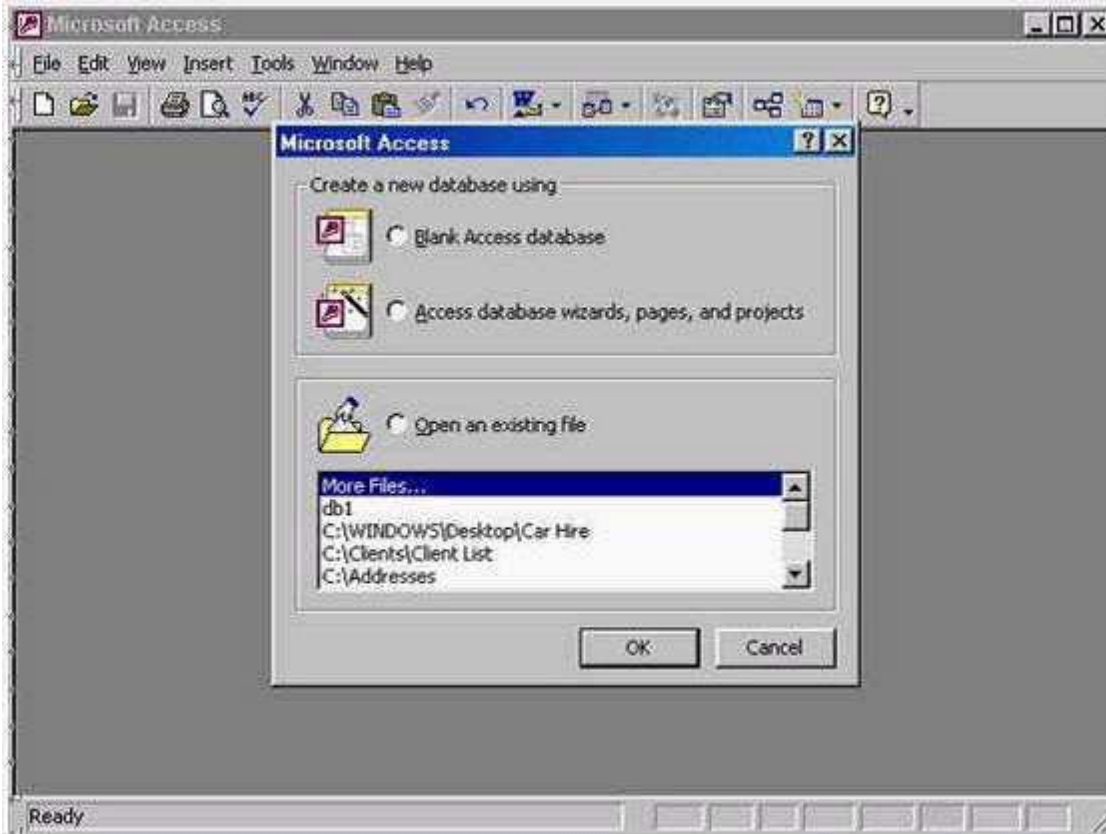 Microsoft Access
File Edit View Insert Tools Window Help
Microsoft Access
Create a new database using
Blank Access database
Access database wizards, pages, and projects
Open an existing file
More Files...
db1
C:\WINDOWS\Desktop\Car Hire
C:\Clients\Client List
C:\Addresses
OK Cancel
Ready